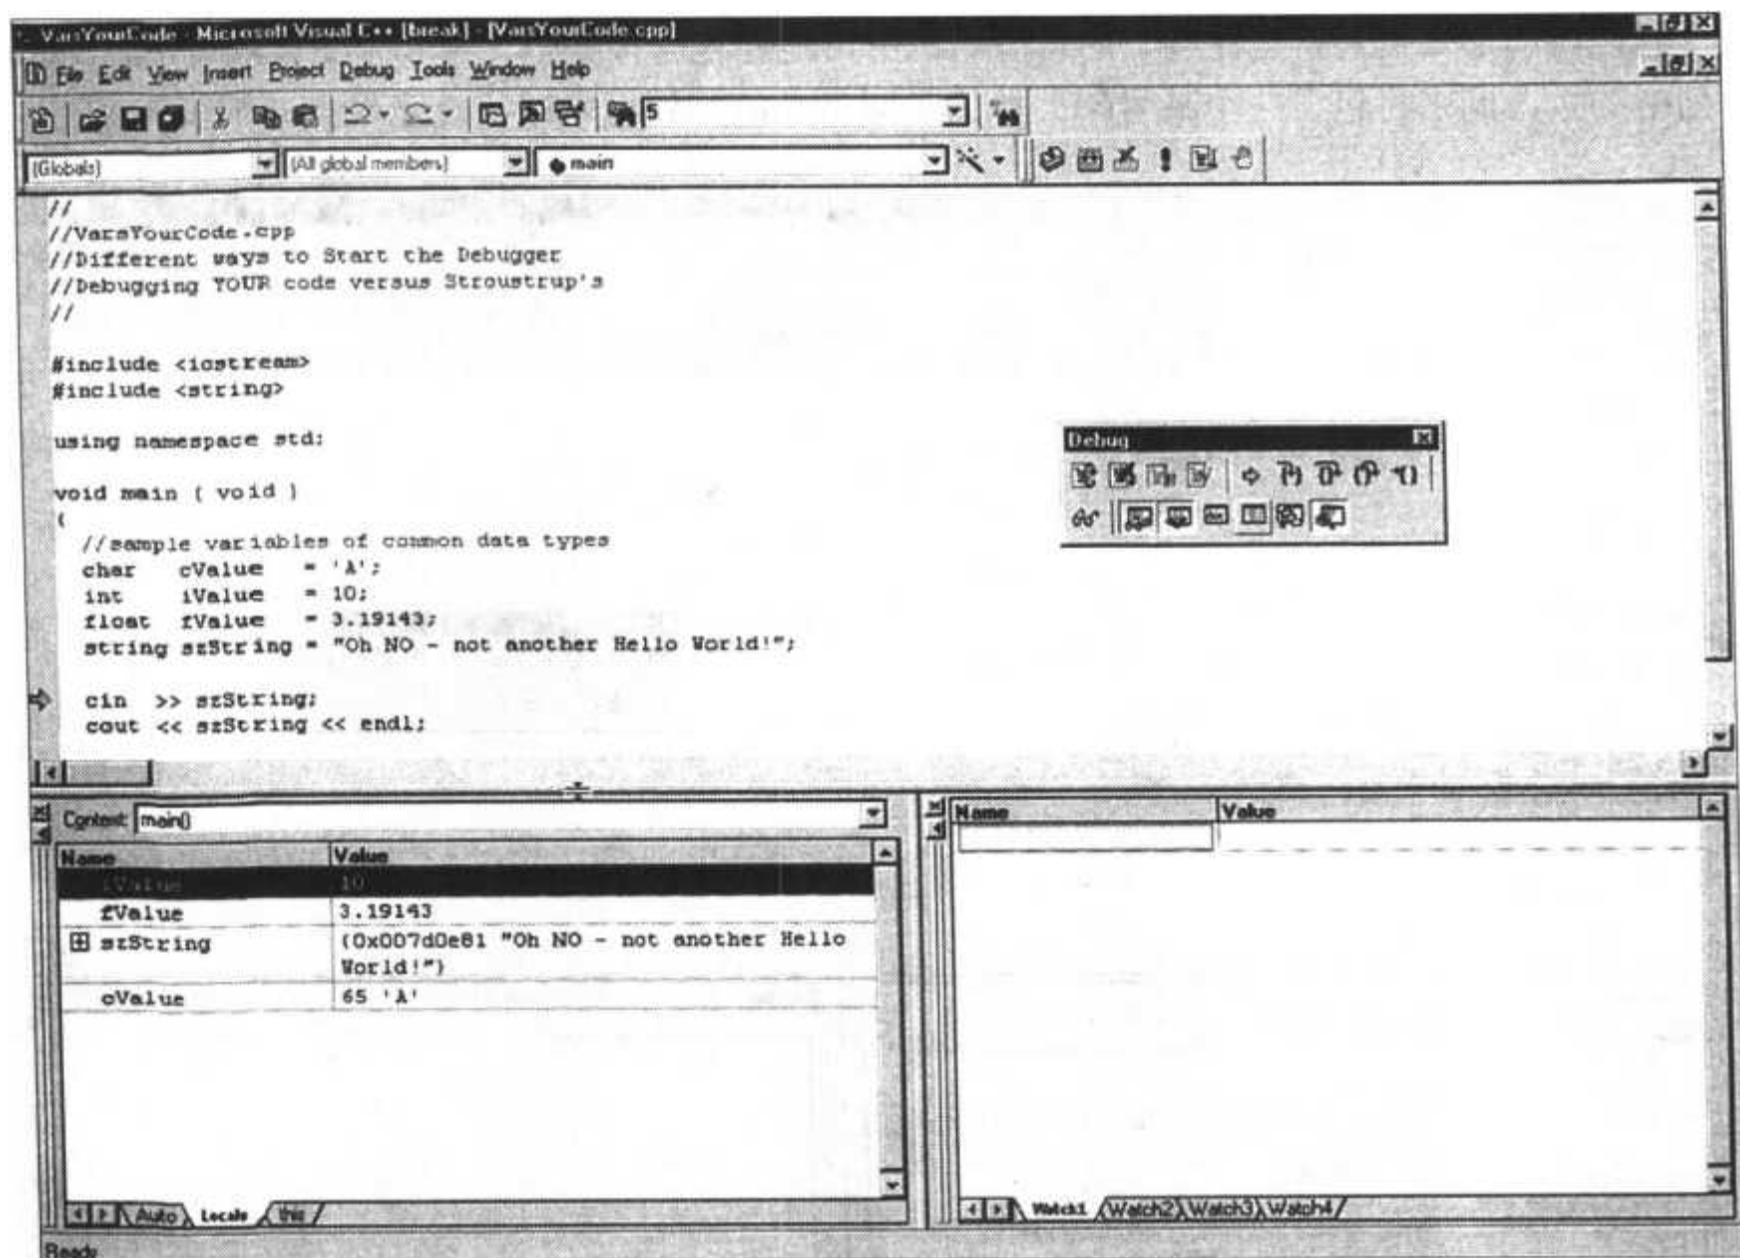 VarsYourCode - Microsoft Visual C++ [break] - [VarsYourCode.cpp]
File Edit View Insert Project Debug Tools Window Help
5
(Globals) (All global members) main
//
//VarsYourCode.cpp
//Different ways to Start the Debugger
//Debugging YOUR code versus Stroustrup's
//
#include <iostream>
#include <string>
using namespace std;
void main ( void )
{
//sample variables of common data types
char cValue = 'A';
int iValue = 10;
float fValue = 3.19143;
string szString = "Oh NO - not another Hello World!";
cin >> szString;
cout << szString << endl;
Debug
Context: main()
Name Value
iValue 10
fValue 3.19143
szString {0x007d0e81 "Oh NO - not another Hello
World!"}
cValue 65 'A'
Auto Locals this
Name Value
Watch1 Watch2 Watch3 Watch4
Ready